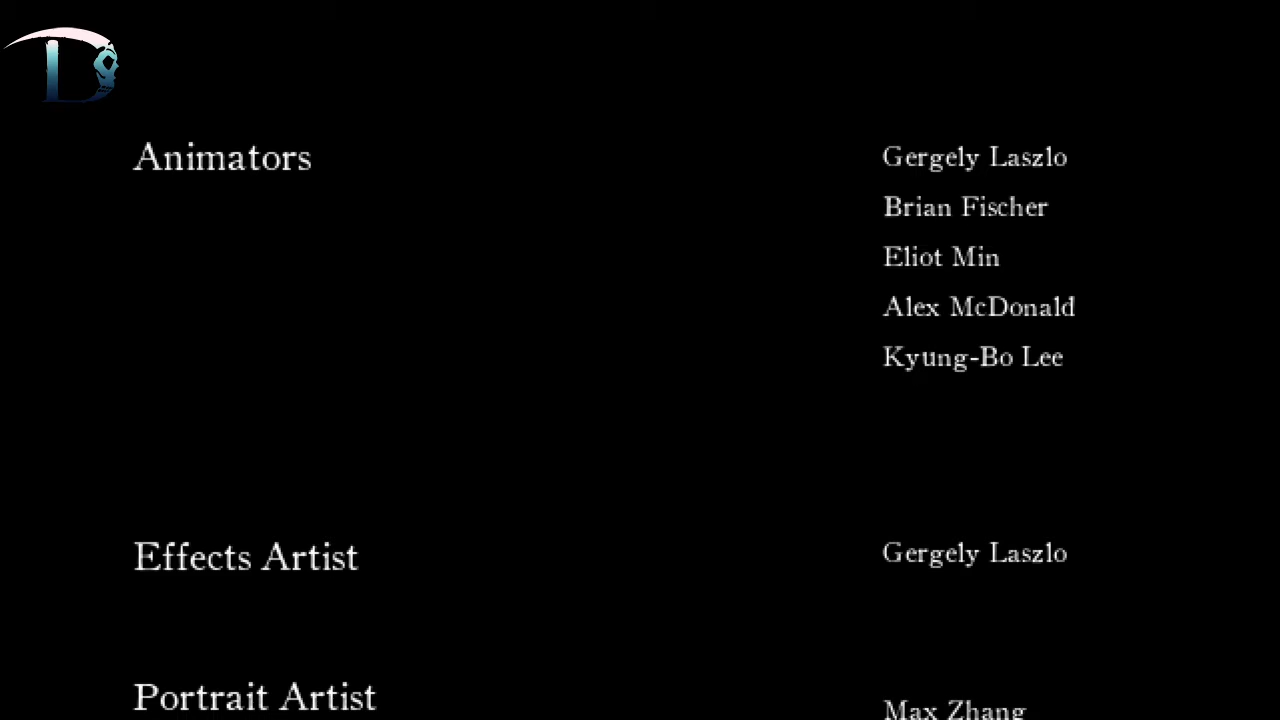 Animators
Gergely Laszlo
Brian Fischer
Eliot Min
Alex McDonald
Kyung-Bo Lee
Effects Artist
Gergely Laszlo
Portrait Artist
Max Zhang